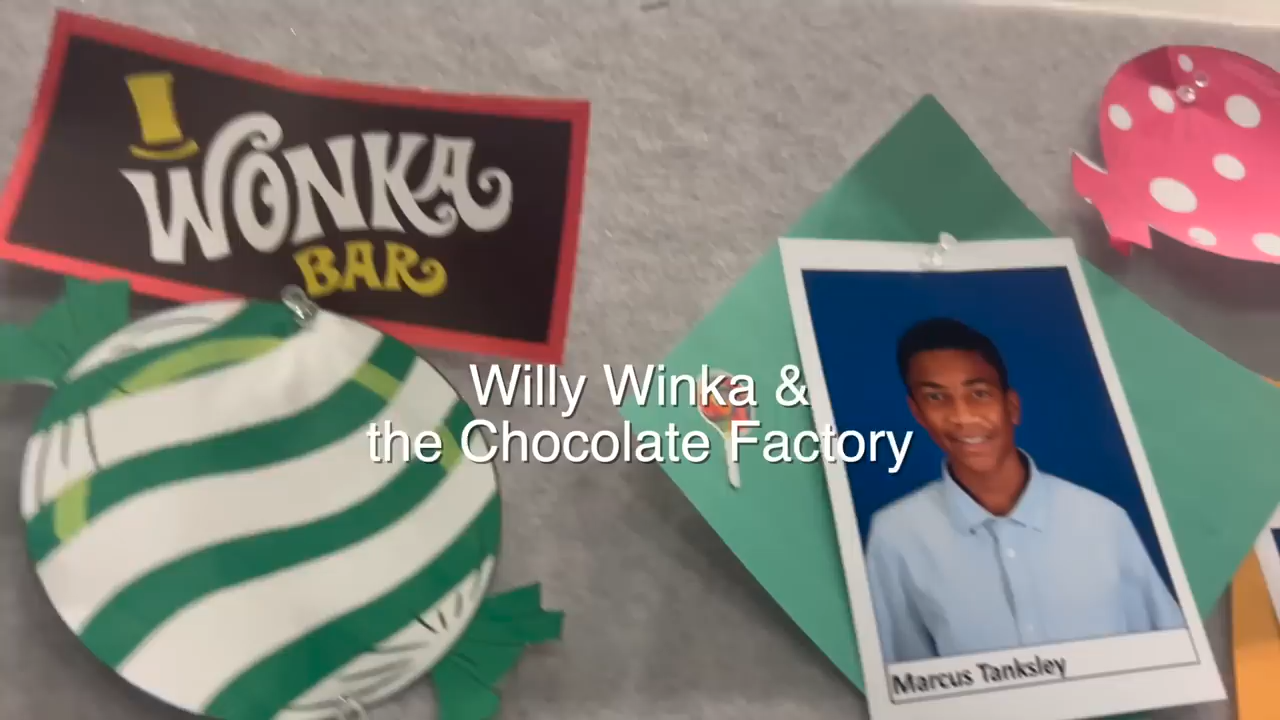 WONKA
BAR
Willy Winka &
the Chocolate Factory
Marcus Tanksley